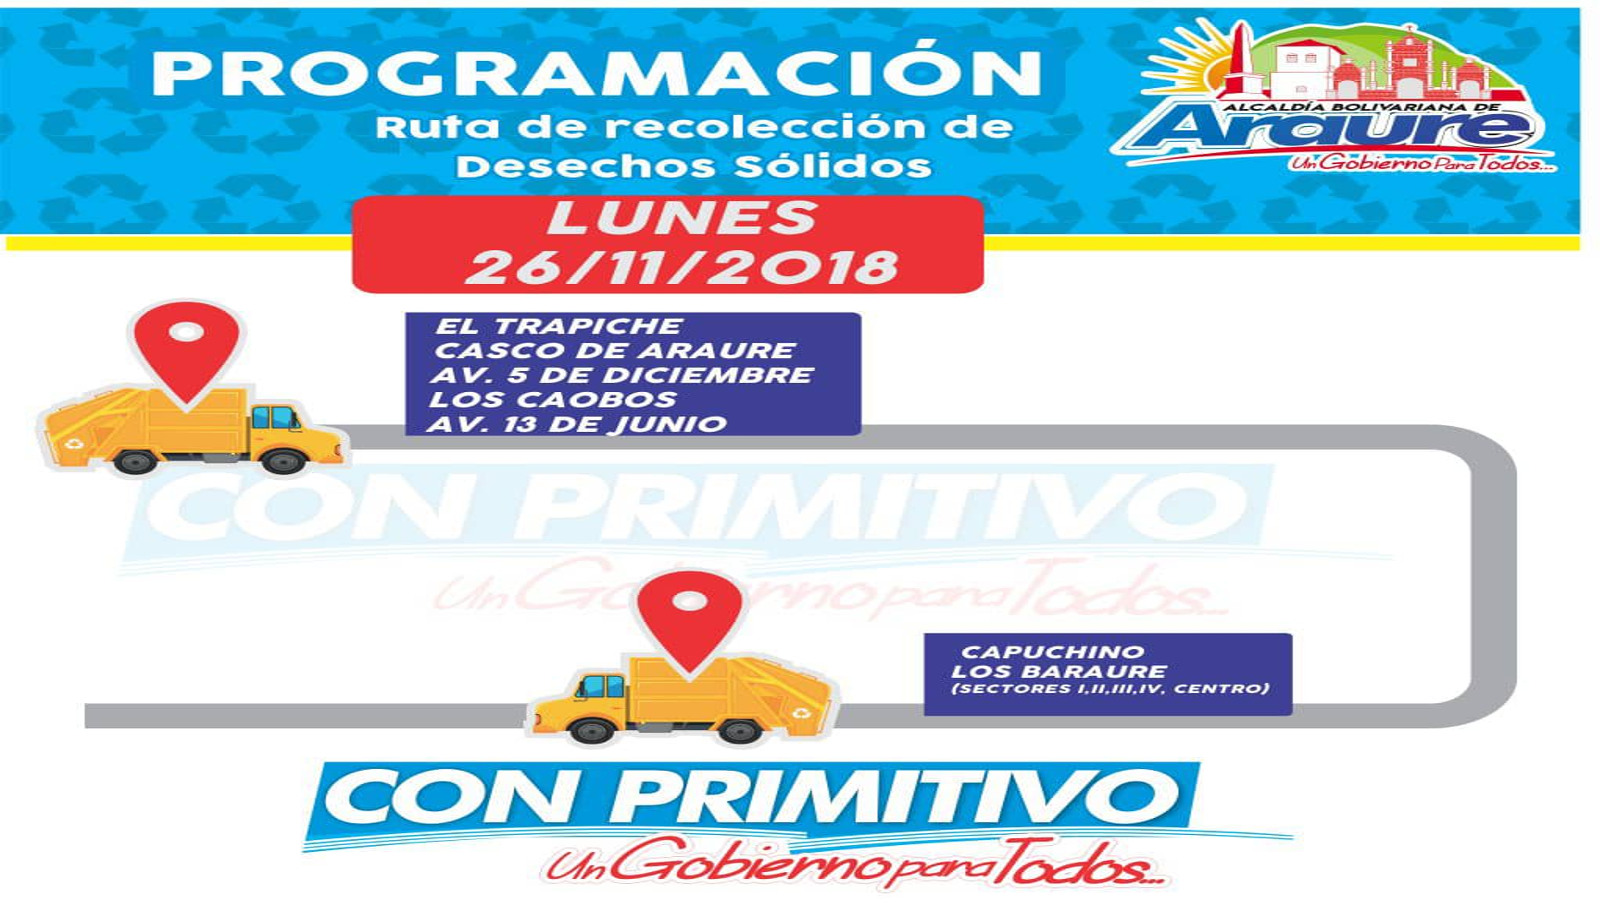 PROGRAMACIÓN
Ruta de recolección de
Desechos Sólidos
ALCALDÍA BOLIVARIANA DE
Araure
Un Gobierno Para Todos...
LUNES
26/11/2018
EL TRAPICHE
CASCO DE ARAURE
AV. 5 DE DICIEMBRE
LOS CAOBOS
AV. 13 DE JUNIO
CON PRIMITIVO
Un Gobierno para Todos...
CAPUCHINO
LOS BARAURE
(SECTORES I,II,III,IV, CENTRO)
CON PRIMITIVO
Un Gobierno para Todos...